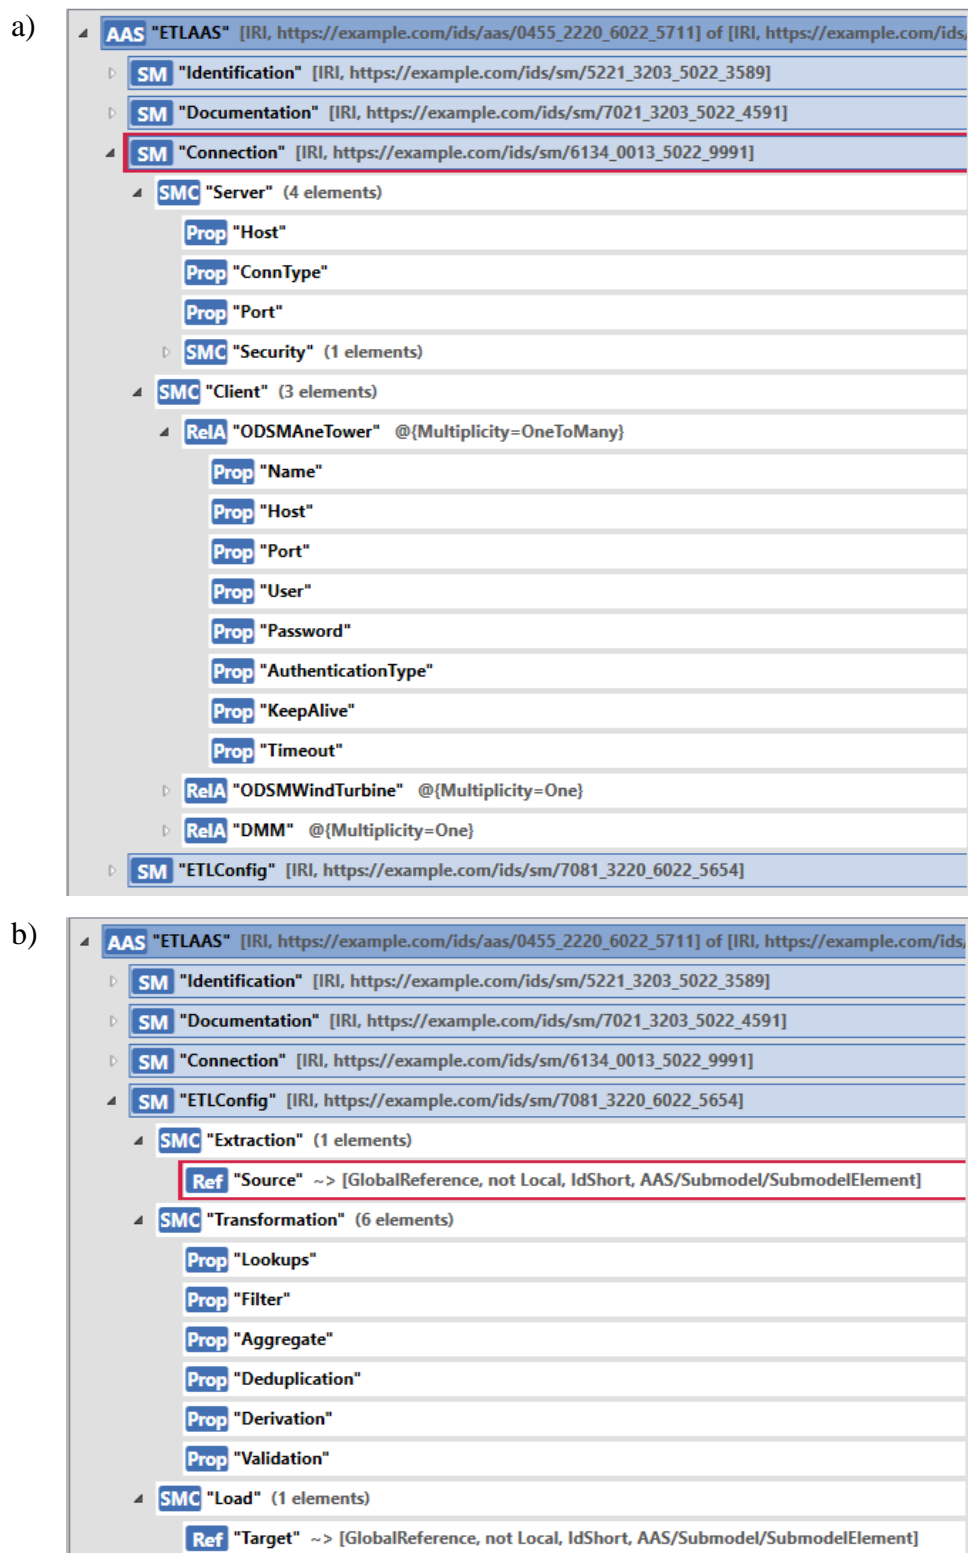 a)
AAS "ETLAAS" [IRI, https://example.com/ids/aas/0455_2220_6022_5711] of [IRI, https://example.com/ids/
SM "Identification" [IRI, https://example.com/ids/sm/5221_3203_5022_3589]
SM "Documentation" [IRI, https://example.com/ids/sm/7021_3203_5022_4591]
SM "Connection" [IRI, https://example.com/ids/sm/6134_0013_5022_9991]
SMC "Server" (4 elements)
Prop "Host"
Prop "ConnType"
Prop "Port"
SMC "Security" (1 elements)
SMC "Client" (3 elements)
RelA "ODSMAneTower" @{Multiplicity=OneToMany}
Prop "Name"
Prop "Host"
Prop "Port"
Prop "User"
Prop "Password"
Prop "AuthenticationType"
Prop "KeepAlive"
Prop "Timeout"
RelA "ODSMWindTurbine" @{Multiplicity=One}
RelA "DMM" @{Multiplicity=One}
SM "ETLConfig" [IRI, https://example.com/ids/sm/7081_3220_6022_5654]
b)
AAS "ETLAAS" [IRI, https://example.com/ids/aas/0455_2220_6022_5711] of [IRI, https://example.com/ids/
SM "Identification" [IRI, https://example.com/ids/sm/5221_3203_5022_3589]
SM "Documentation" [IRI, https://example.com/ids/sm/7021_3203_5022_4591]
SM "Connection" [IRI, https://example.com/ids/sm/6134_0013_5022_9991]
SM "ETLConfig" [IRI, https://example.com/ids/sm/7081_3220_6022_5654]
SMC "Extraction" (1 elements)
Ref "Source" ~> [GlobalReference, not Local, IdShort, AAS/Submodel/SubmodelElement]
SMC "Transformation" (6 elements)
Prop "Lookups"
Prop "Filter"
Prop "Aggregate"
Prop "Deduplication"
Prop "Derivation"
Prop "Validation"
SMC "Load" (1 elements)
Ref "Target" ~> [GlobalReference, not Local, IdShort, AAS/Submodel/SubmodelElement]